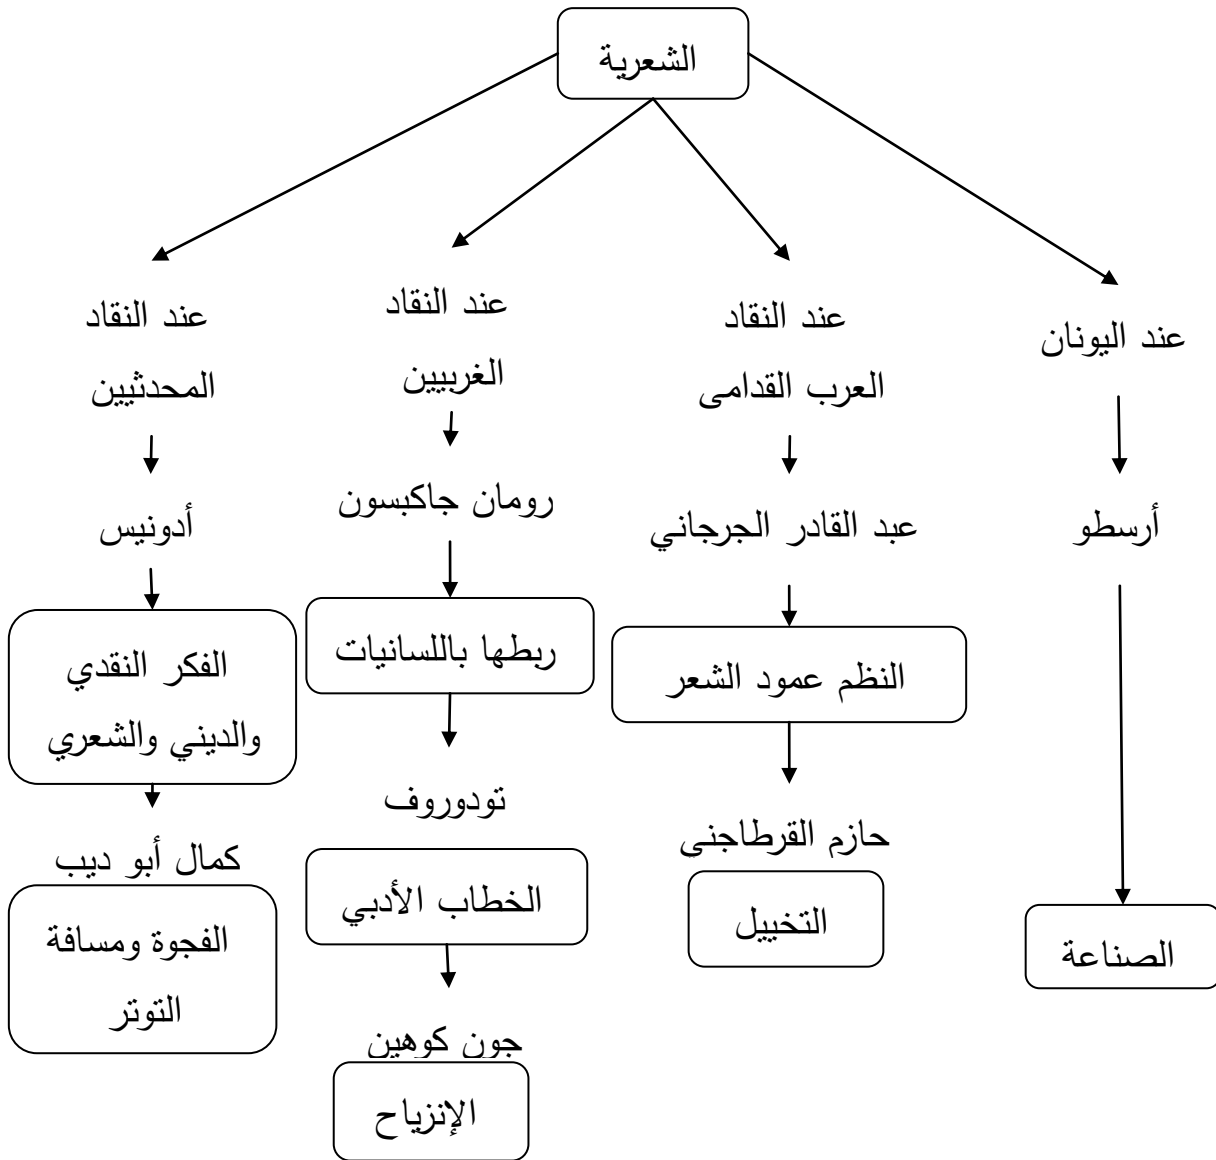 الشعرية
عند اليونان
أرسطو
الصناعة
عند النقاد
العرب القدامى
عبد القادر الجرجاني
النظم عمود الشعر
حازم القرطاجنى
التخييل
عند النقاد
الغربيين
رومان جاكبسون
ربطها باللسانيات
تودوروف
الخطاب الأدبي
جون كوهين
الإنزياح
عند النقاد
المحدثيين
أدونيس
الفكر النقدي
والديني والشعري
كمال أبو ديب
الفجوة ومسافة
التوتر